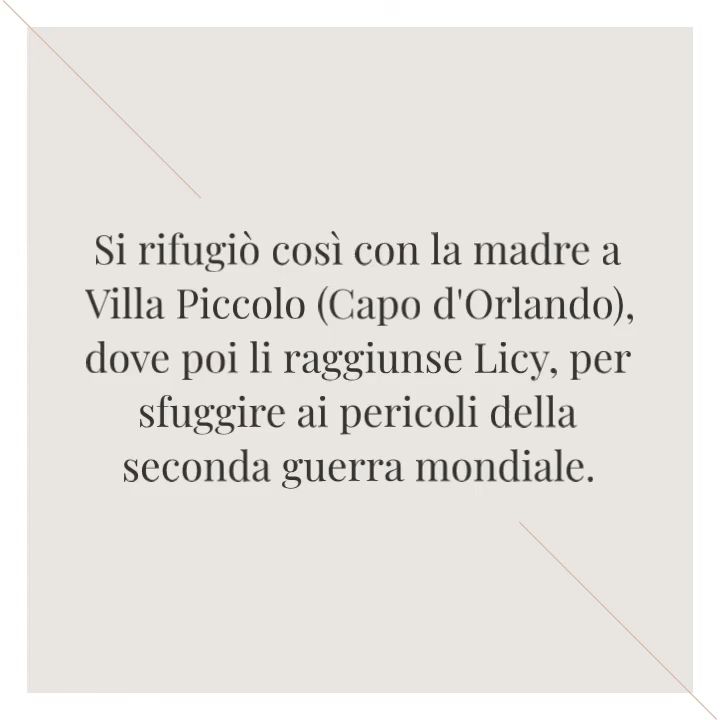 Si rifugiò così con la madre a
Villa Piccolo (Capo d'Orlando),
dove poi li raggiunse Licy, per
sfuggire ai pericoli della
seconda guerra mondiale.